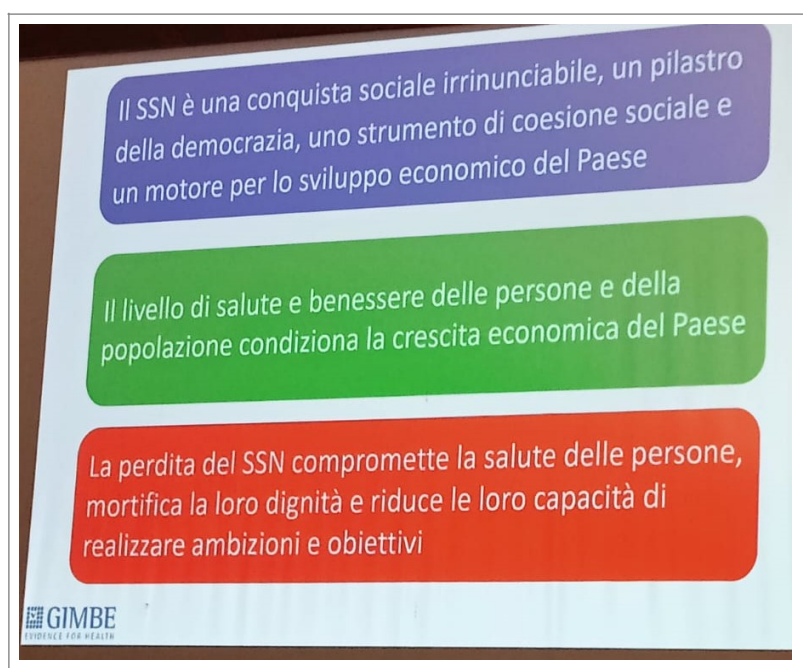 Il SSN è una conquista sociale irrinunciabile, un pilastro
della democrazia, uno strumento di coesione sociale e
un motore per lo sviluppo economico del Paese
Il livello di salute e benessere delle persone e della
popolazione condiziona la crescita economica del Paese
La perdita del SSN compromette la salute delle persone,
mortifica la loro dignità e riduce le loro capacità di
realizzare ambizioni e obiettivi
GIMBE
EVIDENCE FOR HEALTH